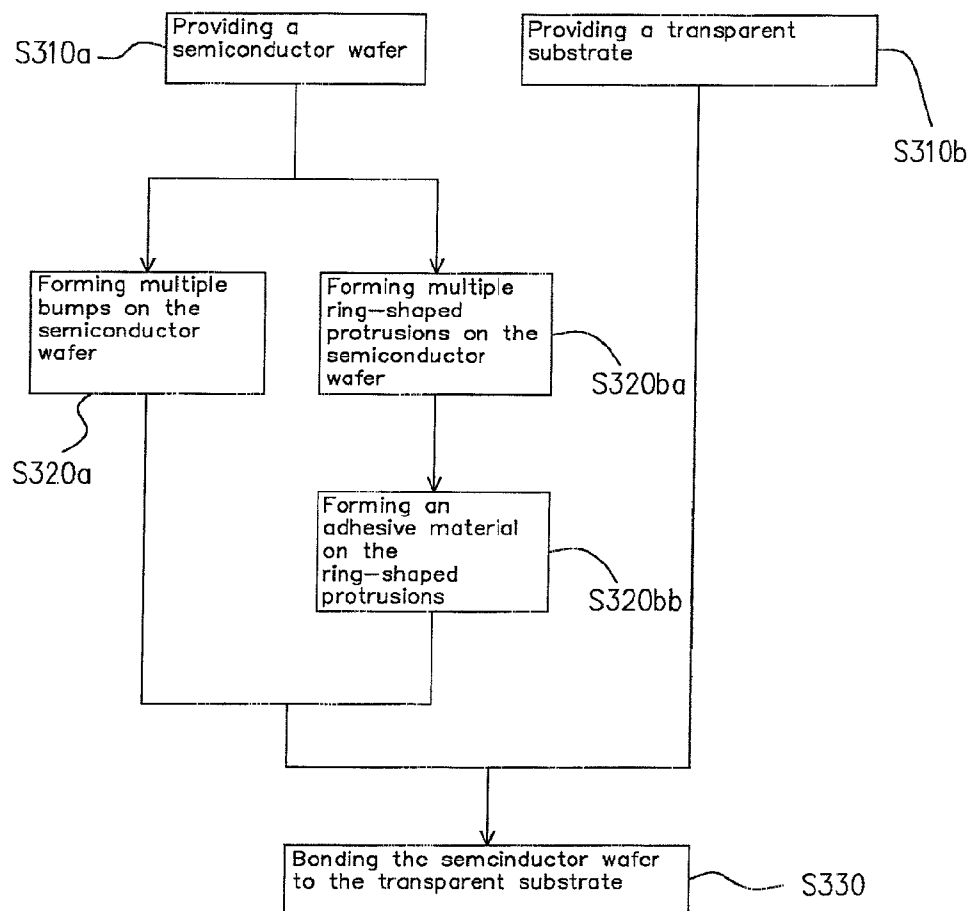 Providing a
semiconductor wafer
S310a
Providing a transparent
substrate
S310b
Forming multiple
bumps on the
semiconductor
wafer
S320a
Forming multiple
ring-shaped
protrusions on the
semiconductor
wafer
S320ba
Forming an
adhesive material
on the
ring-shaped
protrusions
S320bb
Bonding the semeinductor wafer
to the transparent substrate
S330